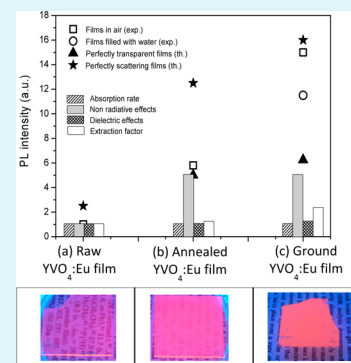 PL intensity (a.u.)
18
16
14
12
10
8
6
4
2
0
Films in air (exp.)
Films filled with water (exp.)
Perfectly transparent films (th.)
Perfectly scattering films (th.)
Absorption rate
Non radiative effects
Dielectric effects
Extraction factor
(a) Raw
YVO4:Eu film
(b) Annealed
YVO4:Eu film
(c) Ground
YVO4:Eu film